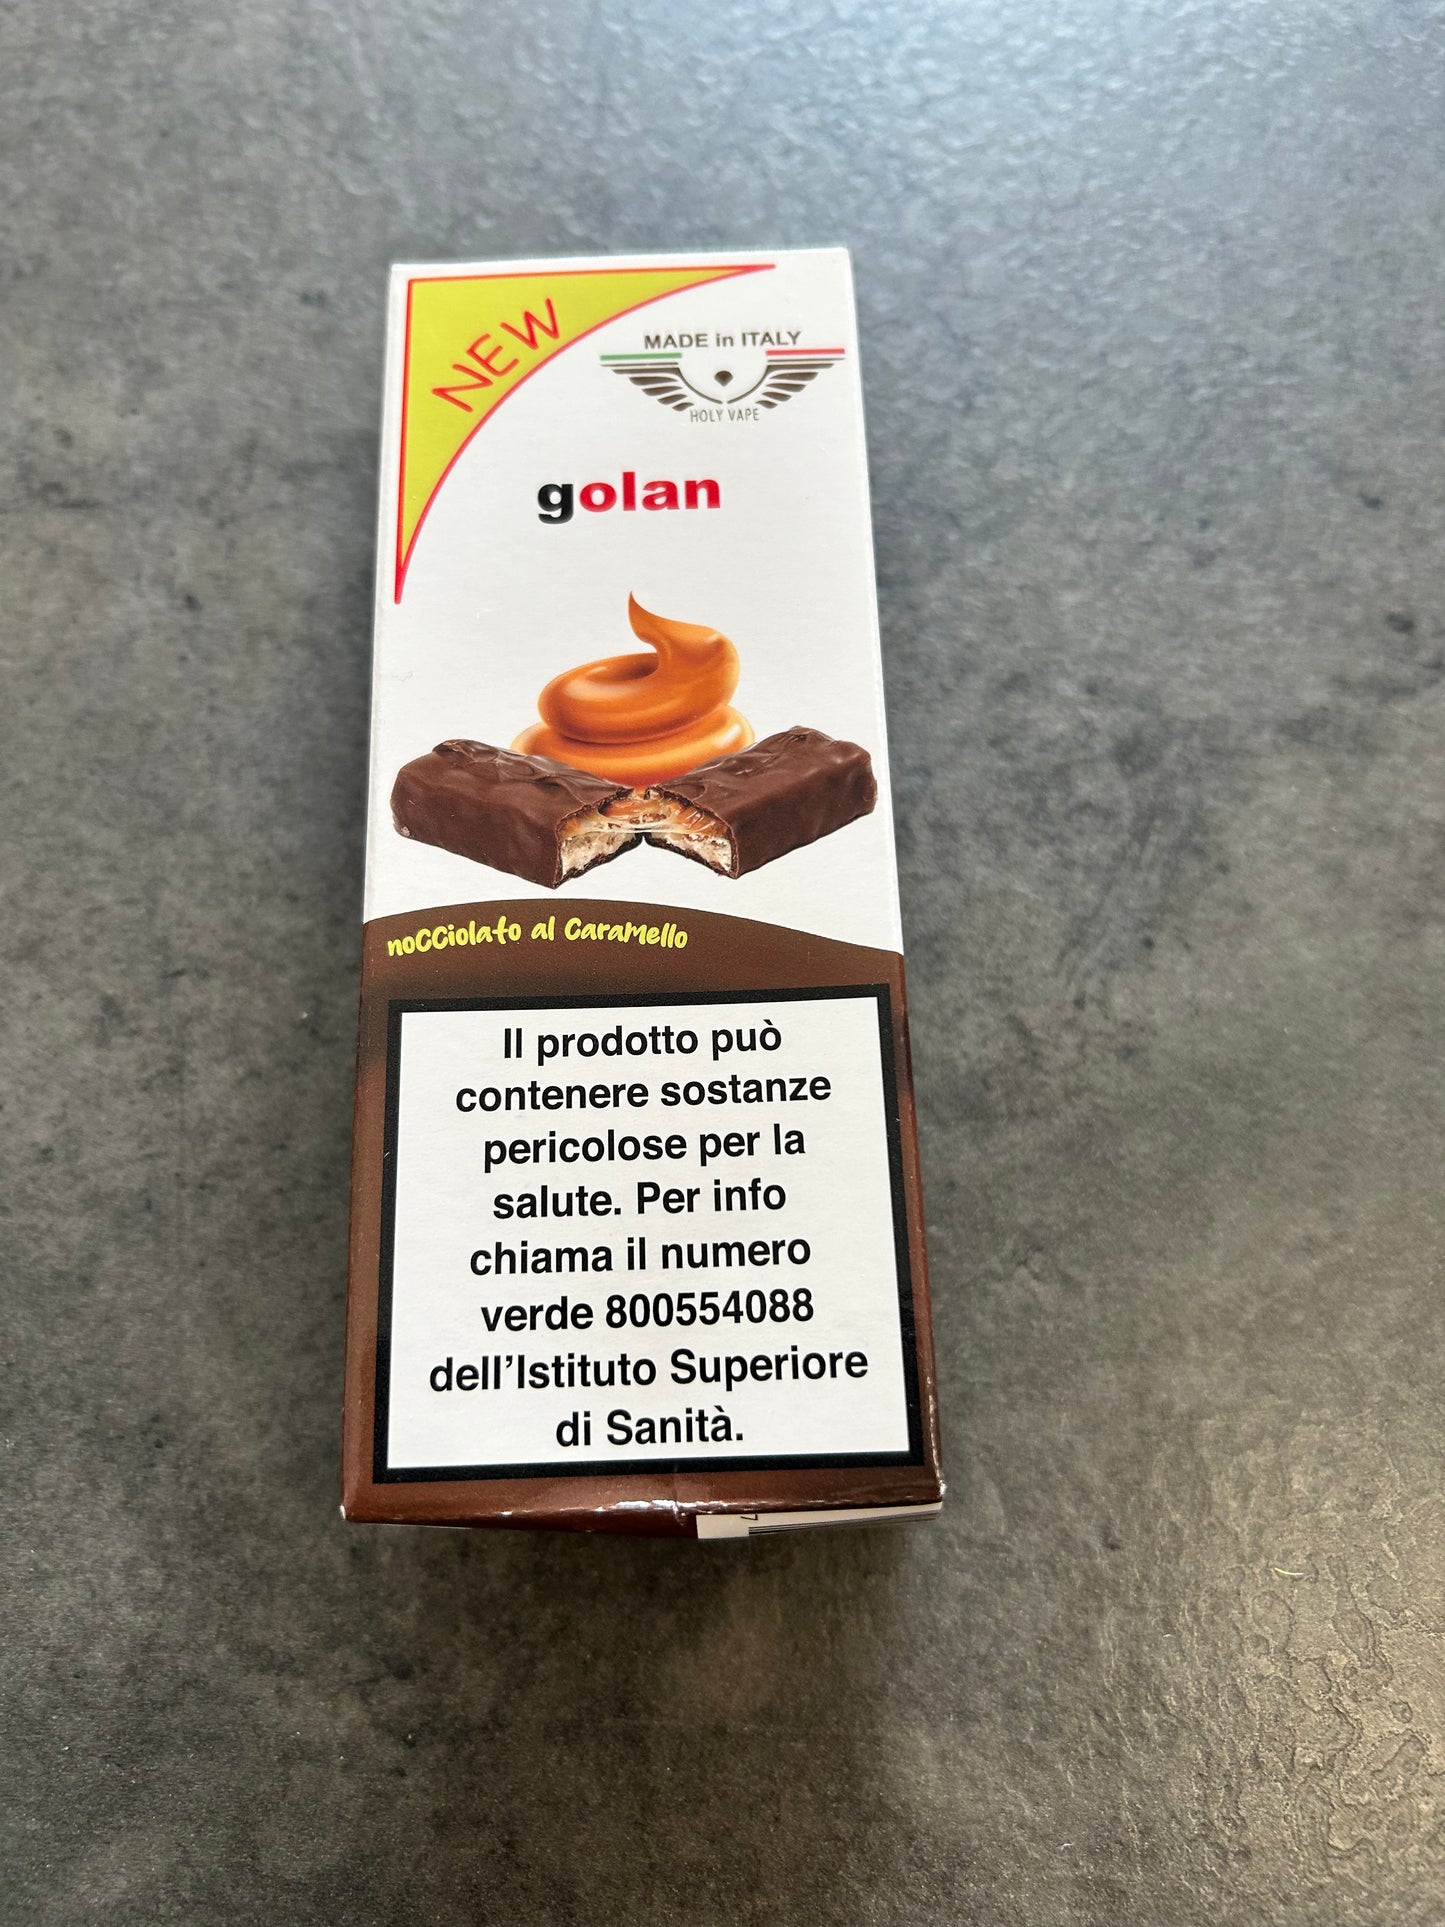 NEW
MADE in ITALY
HOLY VAPE
golan
nocciolato al caramello
Il prodotto può
contenere sostanze
pericolose per la
salute. Per info
chiama il numero
verde 800554088
dell'Istituto Superiore
di Sanità.